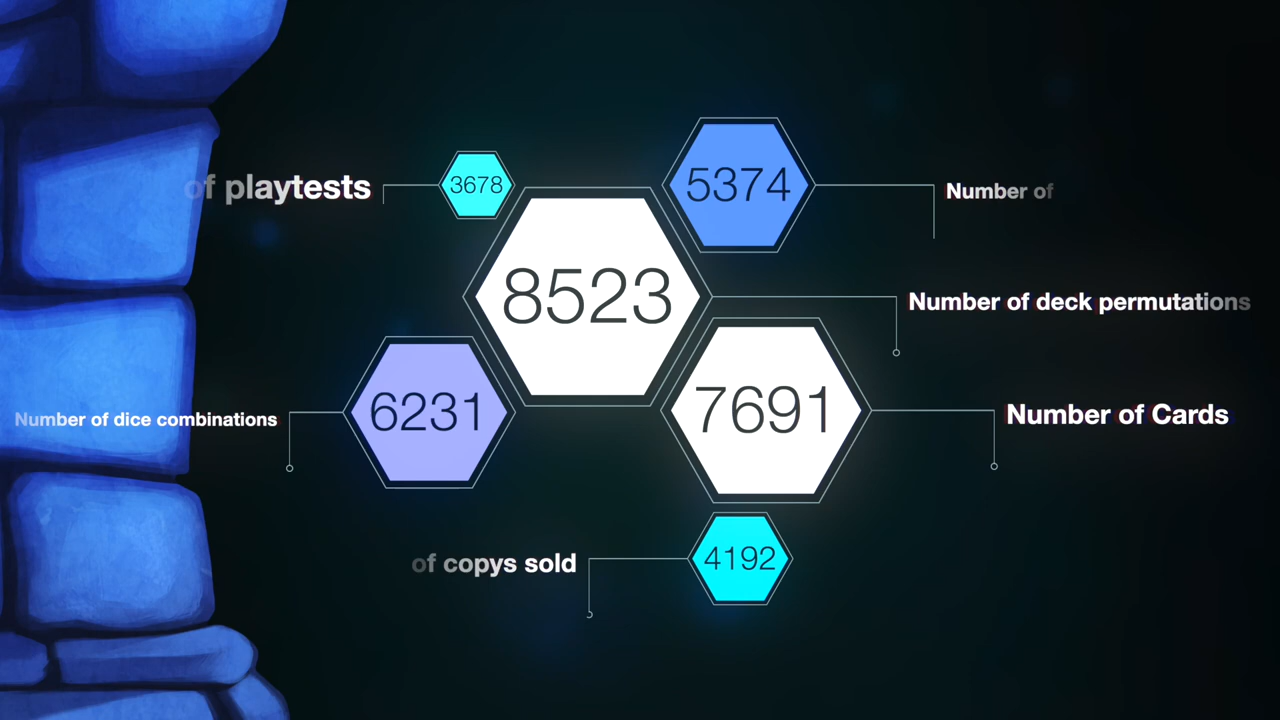 of playtests
3678
5374
Number of
8523
Number of deck permutations
Number of dice combinations
6231
7691
Number of Cards
of copys sold
4192